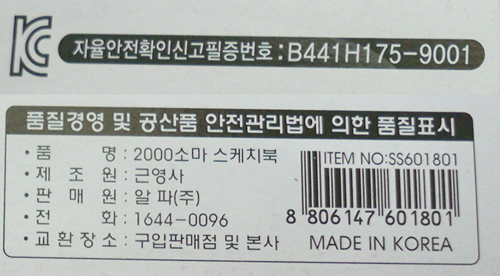 KC 자율안전확인신고필증번호 : B441H175-9001
품질경영 및 공산품 안전관리법에 의한 품질표시
· 품 명 : 2000소마 스케치북
· 제 조 원 : 근영사
· 판 매 원 : 알 파(주)
· 전 화 : 1644-0096
· 교 환 장 소 : 구입판매점 및 본사
ITEM NO:SS601801
8 806147 601801
MADE IN KOREA